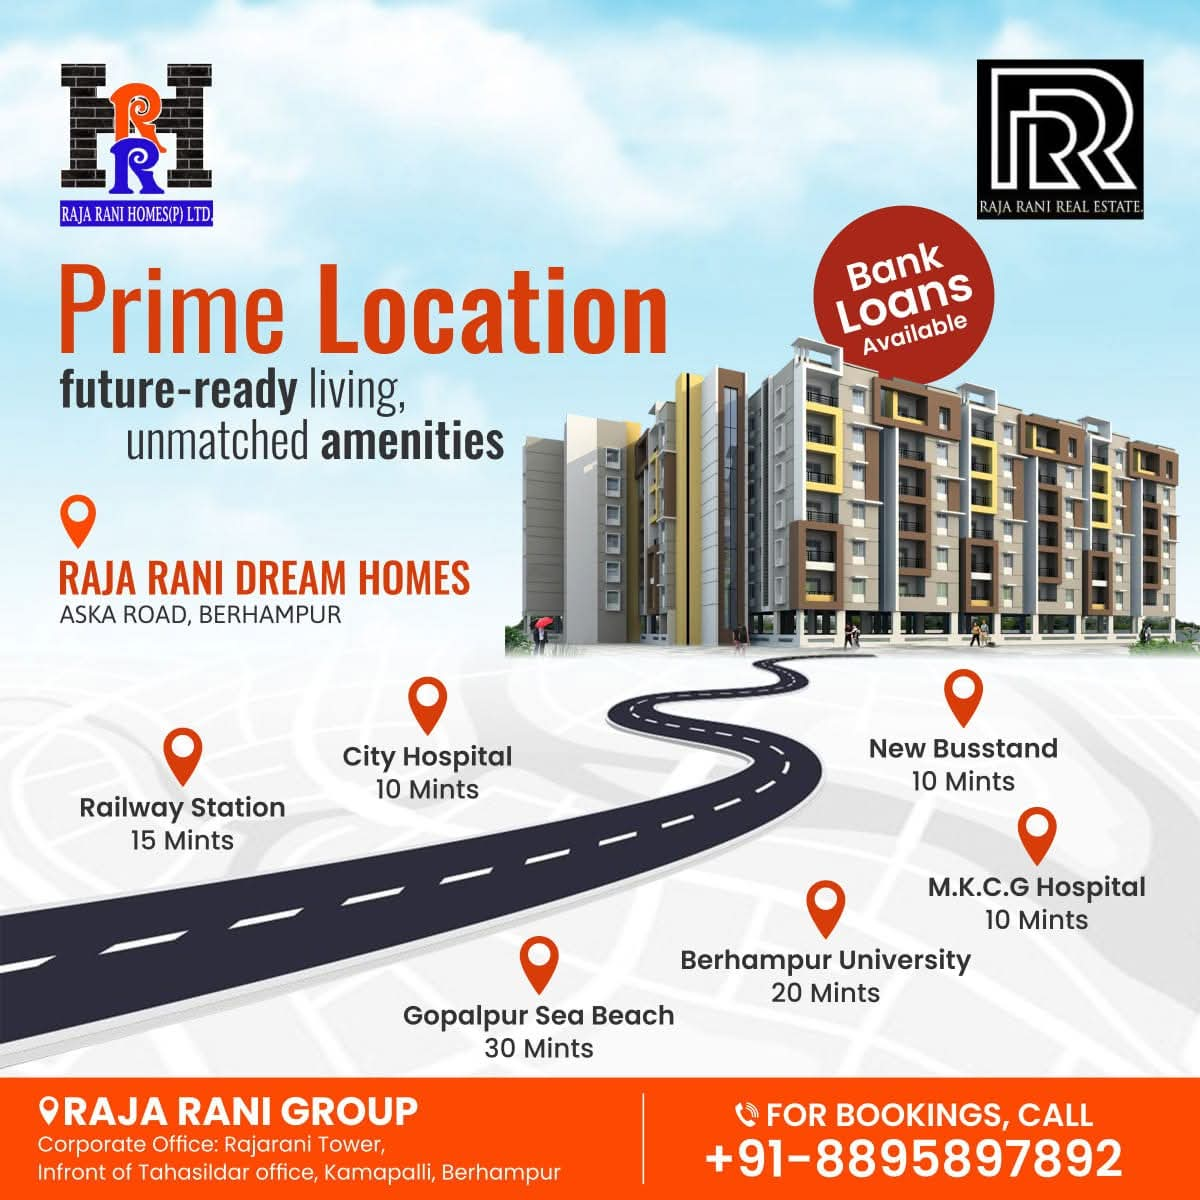 R
R
RAJA RANI HOMES(P) LTD.
RR
RAJA RANI REAL ESTATE.
Prime Location
future-ready living,
unmatched amenities
Bank
Loans
Available
RAJA RANI DREAM HOMES
ASKA ROAD, BERHAMPUR
City Hospital
10 Mints
New Busstand
10 Mints
Railway Station
15 Mints
M.K.C.G Hospital
10 Mints
Berhampur University
20 Mints
Gopalpur Sea Beach
30 Mints
RAJA RANI GROUP
Corporate Office: Rajarani Tower,
Infront of Tahasildar office, Kamapalli, Berhampur
FOR BOOKINGS, CALL
+91-8895897892